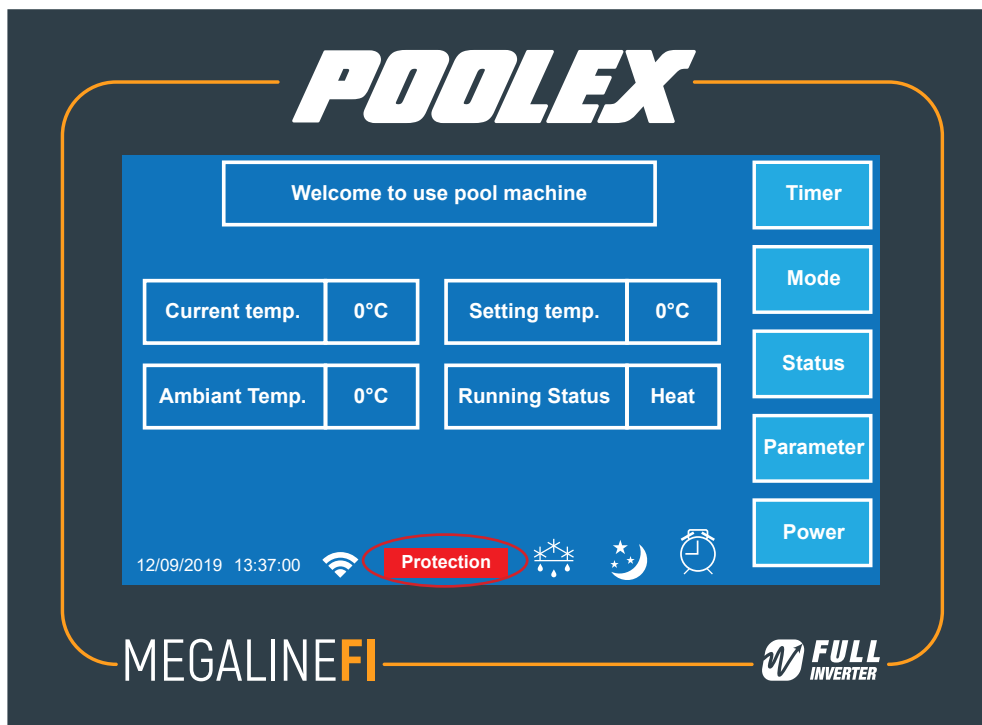 POOLEX
Welcome to use pool machine
Timer
Mode
Current temp. 0°C Setting temp. 0°C
Status
Ambiant Temp. 0°C Running Status Heat
Parameter
Power
12/09/2019 13:37:00 Protection
MEGALINEFI
FULL
INVERTER